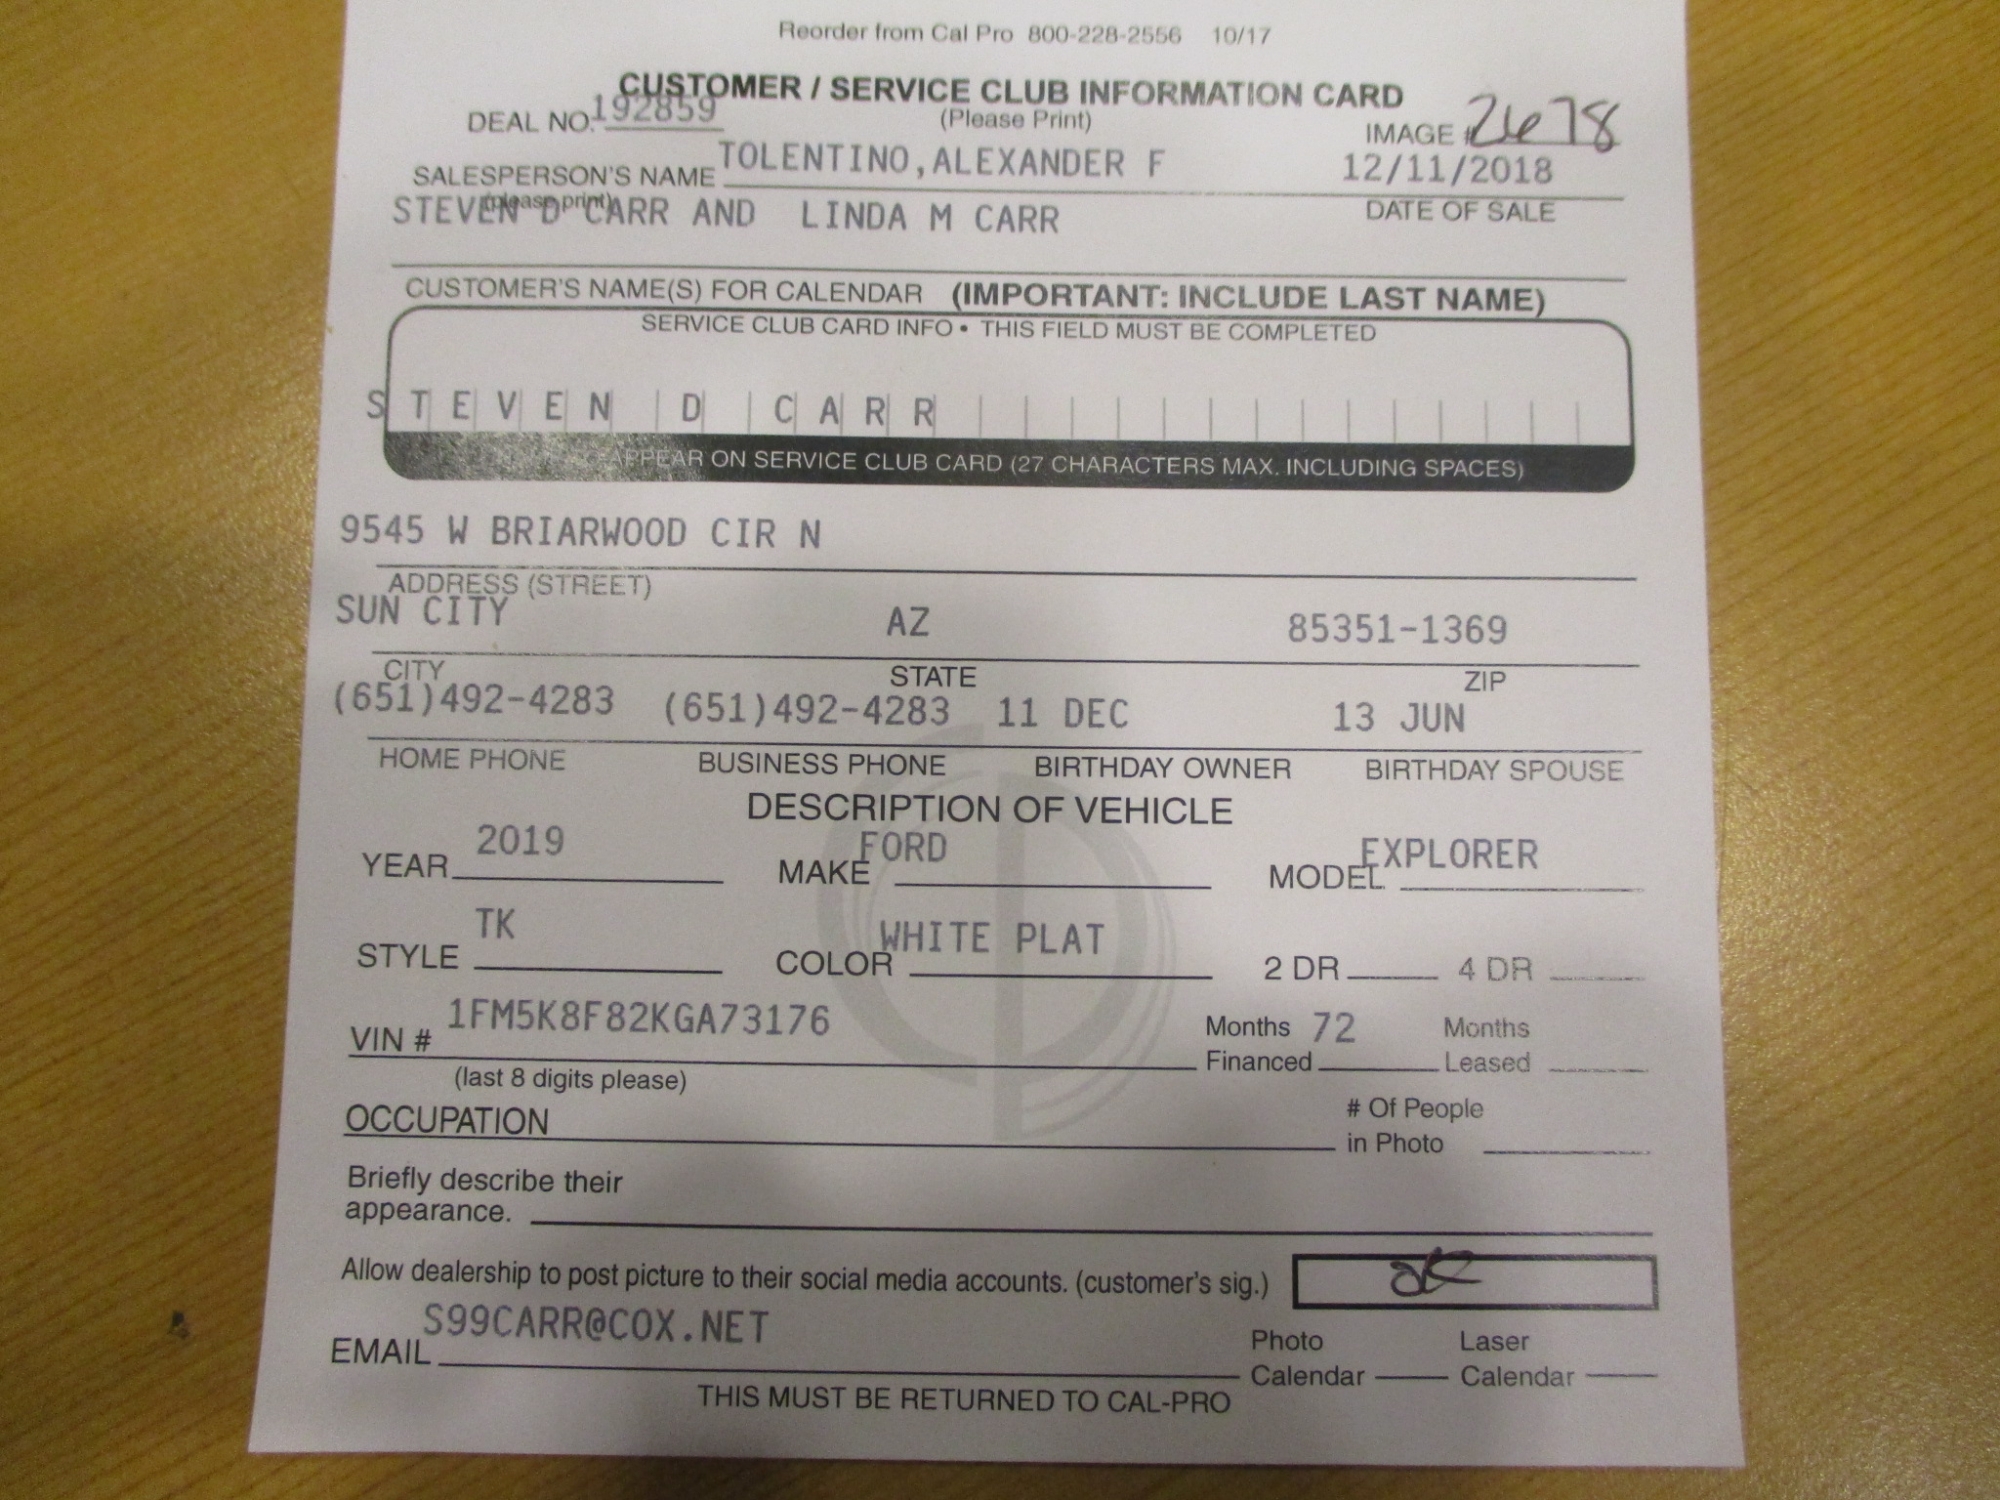 Reorder from Cal Pro 800-228-2556 10/17
CUSTOMER / SERVICE CLUB INFORMATION CARD
DEAL NO. 192859 (Please Print) IMAGE # 2678
SALESPERSON'S NAME TOLENTINO,ALEXANDER F 12/11/2018
(please print) DATE OF SALE
STEVEN D CARR AND LINDA M CARR
CUSTOMER'S NAME(S) FOR CALENDAR (IMPORTANT: INCLUDE LAST NAME)
SERVICE CLUB CARD INFO • THIS FIELD MUST BE COMPLETED
STEVEN D CARR
APPEAR ON SERVICE CLUB CARD (27 CHARACTERS MAX. INCLUDING SPACES)
9545 W BRIARWOOD CIR N
ADDRESS (STREET)
SUN CITY AZ 85351-1369
CITY STATE ZIP
(651)492-4283 (651)492-4283 11 DEC 13 JUN
HOME PHONE BUSINESS PHONE BIRTHDAY OWNER BIRTHDAY SPOUSE
DESCRIPTION OF VEHICLE
YEAR 2019 MAKE FORD MODEL EXPLORER
STYLE TK COLOR WHITE PLAT 2 DR 4 DR
VIN # 1FM5K8F82KGA73176 Months Financed 72 Months Leased
(last 8 digits please)
OCCUPATION # Of People in Photo
Briefly describe their
appearance.
Allow dealership to post picture to their social media accounts. (customer's sig.) OK
EMAIL S99CARR@COX.NET Photo Calendar Laser Calendar
THIS MUST BE RETURNED TO CAL-PRO